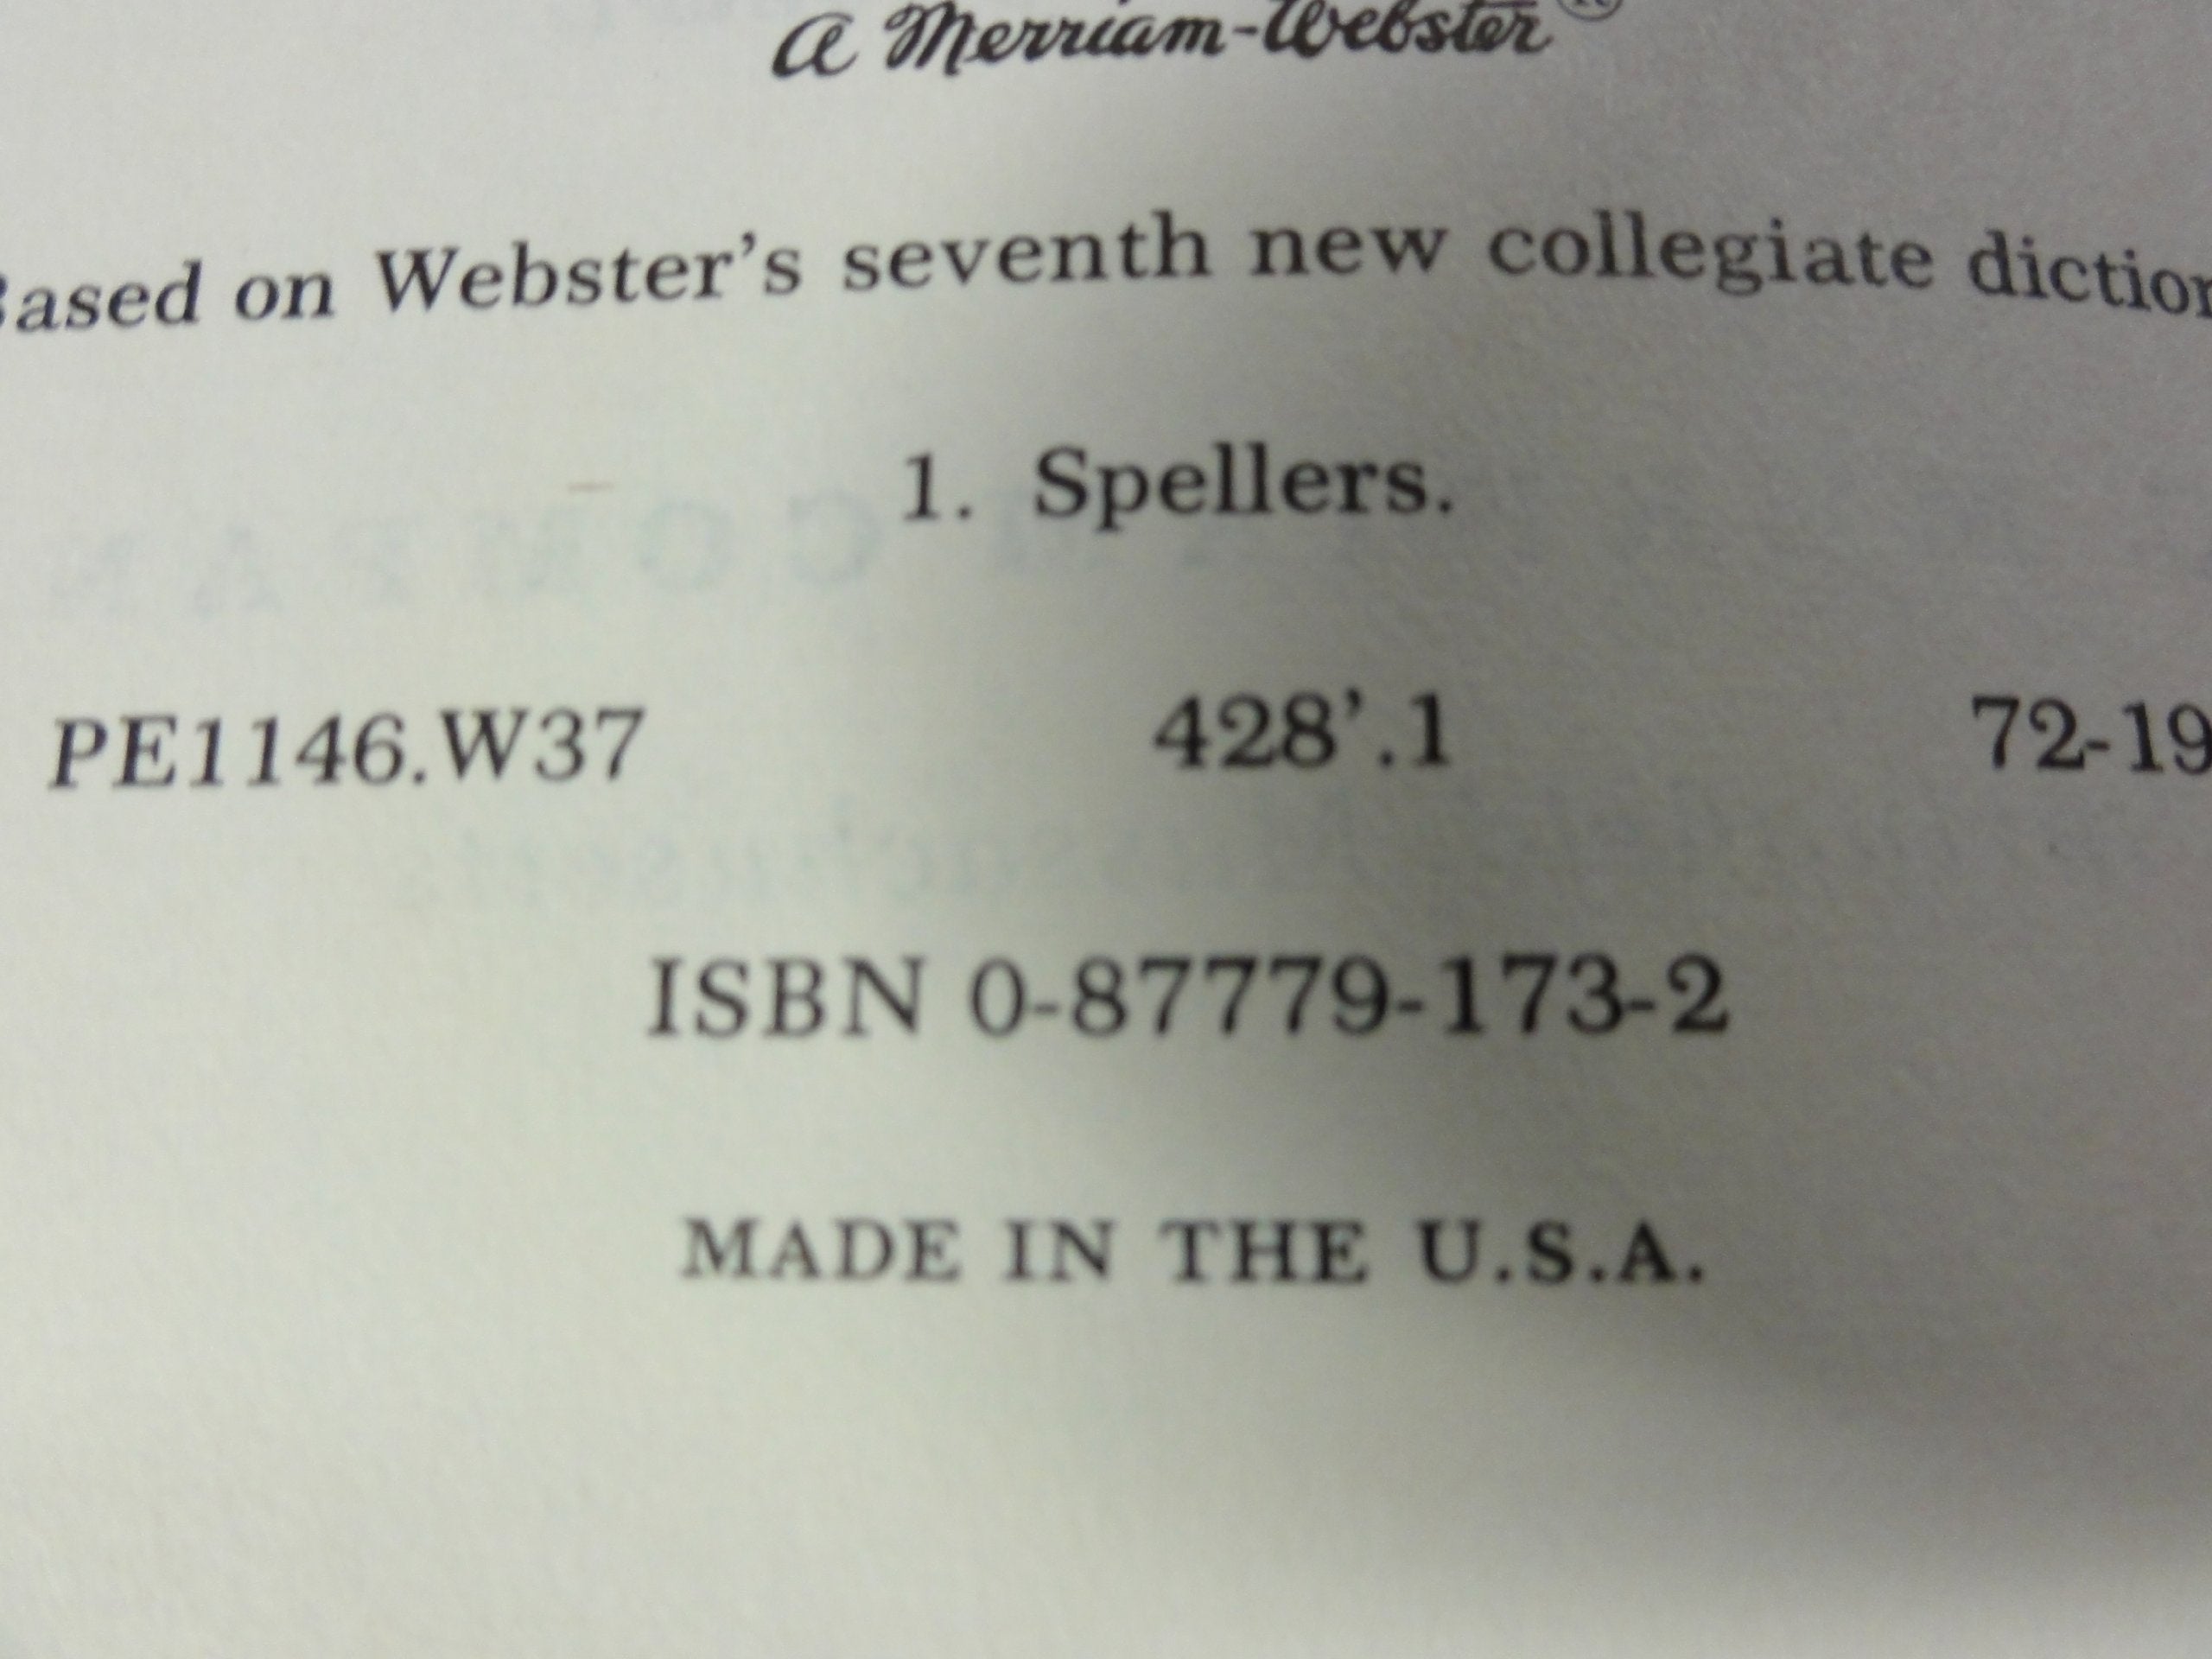 a Merriam-Webster®
Based on Webster's seventh new collegiate diction
1. Spellers.
PE1146.W37 428'.1 72-19
ISBN 0-87779-173-2
MADE IN THE U.S.A.